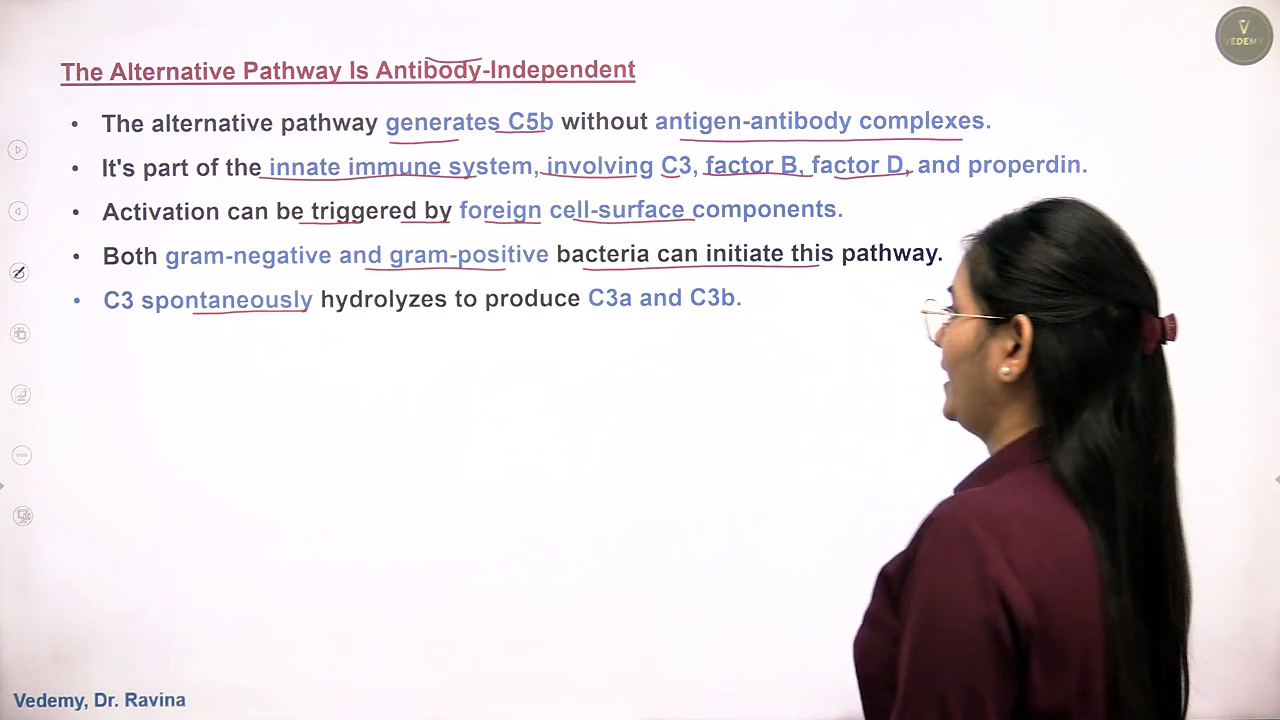 VEDEMY
The Alternative Pathway Is Antibody-Independent
• The alternative pathway generates C5b without antigen-antibody complexes.
• It's part of the innate immune system, involving C3, factor B, factor D, and properdin.
• Activation can be triggered by foreign cell-surface components.
• Both gram-negative and gram-positive bacteria can initiate this pathway.
• C3 spontaneously hydrolyzes to produce C3a and C3b.
Vedemy, Dr. Ravina